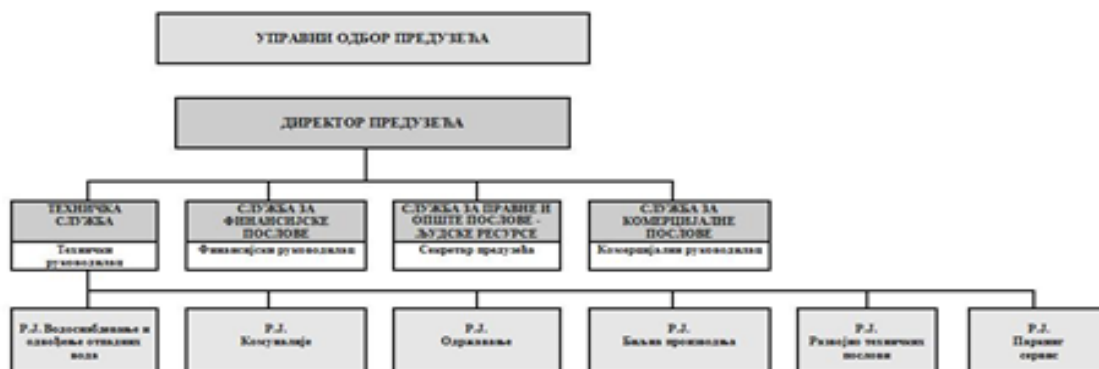 УПРАВНИ ОДБОР ПРЕДУЗЕЋА
ДИРЕКТОР ПРЕДУЗЕЋА
ТЕХНИЧКА
СЛУЖБА
Технички
руководилац
СЛУЖБА ЗА
ФИНАНСИЈСКЕ
ПОСЛОВЕ
Финансијски руководилац
СЛУЖБА ЗА ПРАВНЕ И
ОПШТЕ ПОСЛОВЕ -
ЉУДСКЕ РЕСУРСЕ
Секретар предузећа
СЛУЖБА ЗА
КОМЕРЦИЈАЛНЕ
ПОСЛОВЕ
Комерцијални руководилац
Р.Ј. Водоснабдевање и
одвођење отпадних
вода
Р.Ј.
Комуналије
Р.Ј.
Одржавање
Р.Ј.
Биљна производња
Р.Ј.
Развојно техничких
послови
Р.Ј.
Паркинг
сервис